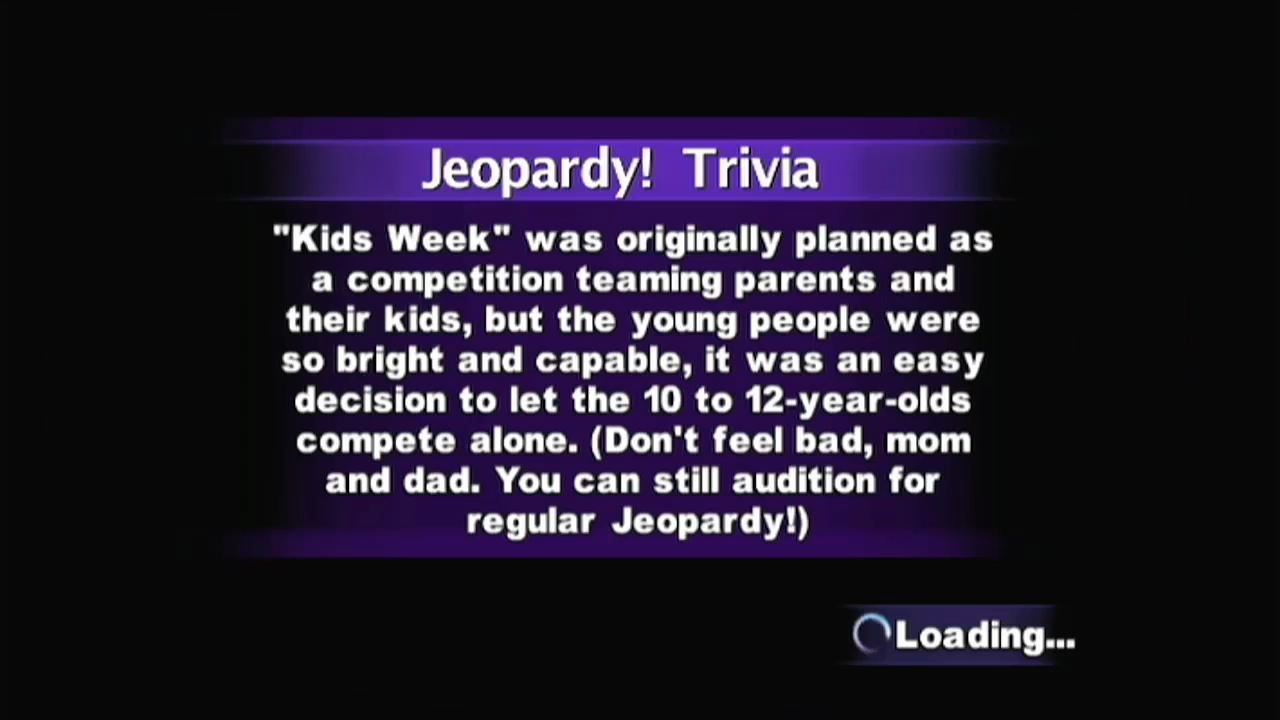 Jeopardy! Trivia
"Kids Week" was originally planned as
a competition teaming parents and
their kids, but the young people were
so bright and capable, it was an easy
decision to let the 10 to 12-year-olds
compete alone. (Don't feel bad, mom
and dad. You can still audition for
regular Jeopardy!)
Loading...